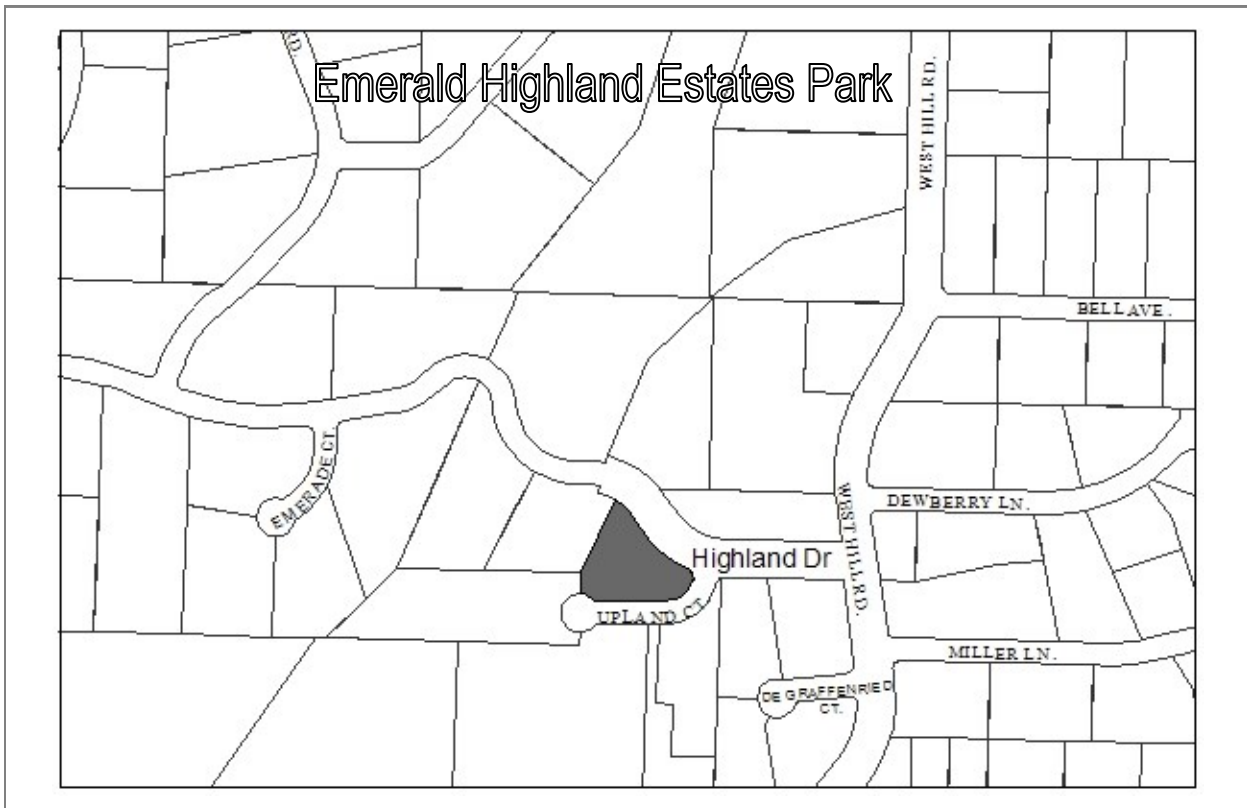 RD.
Emerald Highland Estates Park
WEST HILL RD.
BELL AVE.
EMERADE CT.
WEST HILL RD.
DEWBERRY LN.
Highland Dr
UPLAND CT.
MILLER LN.
DE GRAFFENRIED
CT.